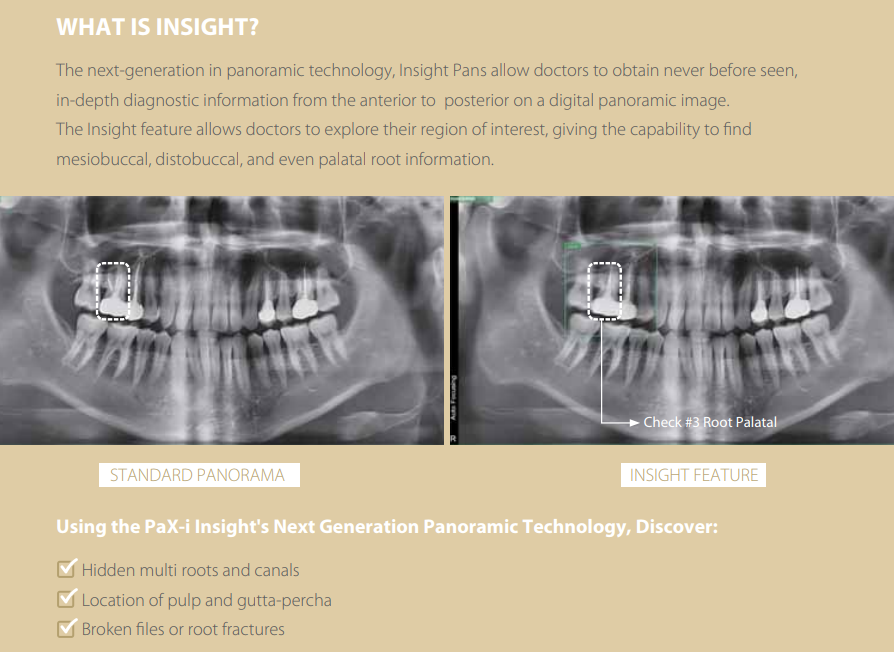 WHAT IS INSIGHT?
The next-generation in panoramic technology, Insight Pans allow doctors to obtain never before seen,
in-depth diagnostic information from the anterior to posterior on a digital panoramic image.
The Insight feature allows doctors to explore their region of interest, giving the capability to find
mesiobuccal, distobuccal, and even palatal root information.
Auto Focusing
R
Check #3 Root Palatal
STANDARD PANORAMA
INSIGHT FEATURE
Using the PaX-i Insight's Next Generation Panoramic Technology, Discover:
Hidden multi roots and canals
Location of pulp and gutta-percha
Broken files or root fractures